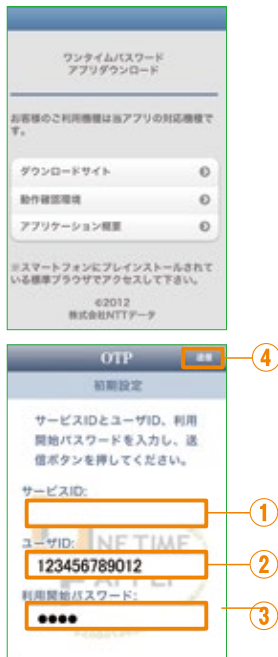 ワンタイムパスワード
アプリダウンロード
お客様のご利用機種は当アプリの対応機種で
す。
ダウンロードサイト
動作確認環境
アプリケーション概要
※スマートフォンにプレインストールされて
いる標準ブラウザでアクセスして下さい。
©2012
株式会社NTTデータ
OTP
送信
④
初期設定
サービスIDとユーザID、利用
開始パスワードを入力し、送
信ボタンを押してください。
サービスID:
①
ユーザID:
NE TIME
123456789012
②
利用開始パスワード:
●●●●
③